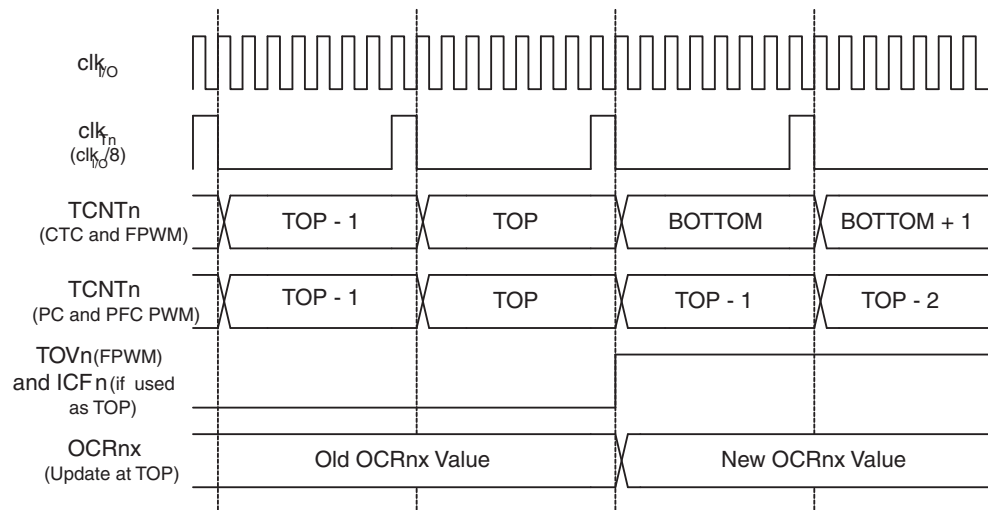 clkI/O
clkTn
(clkI/O/8)
TCNTn
(CTC and FPWM)
TOP - 1
TOP
BOTTOM
BOTTOM + 1
TCNTn
(PC and PFC PWM)
TOP - 1
TOP
TOP - 1
TOP - 2
TOVn (FPWM)
and ICFn (if used
as TOP)
OCRnx
(Update at TOP)
Old OCRnx Value
New OCRnx Value